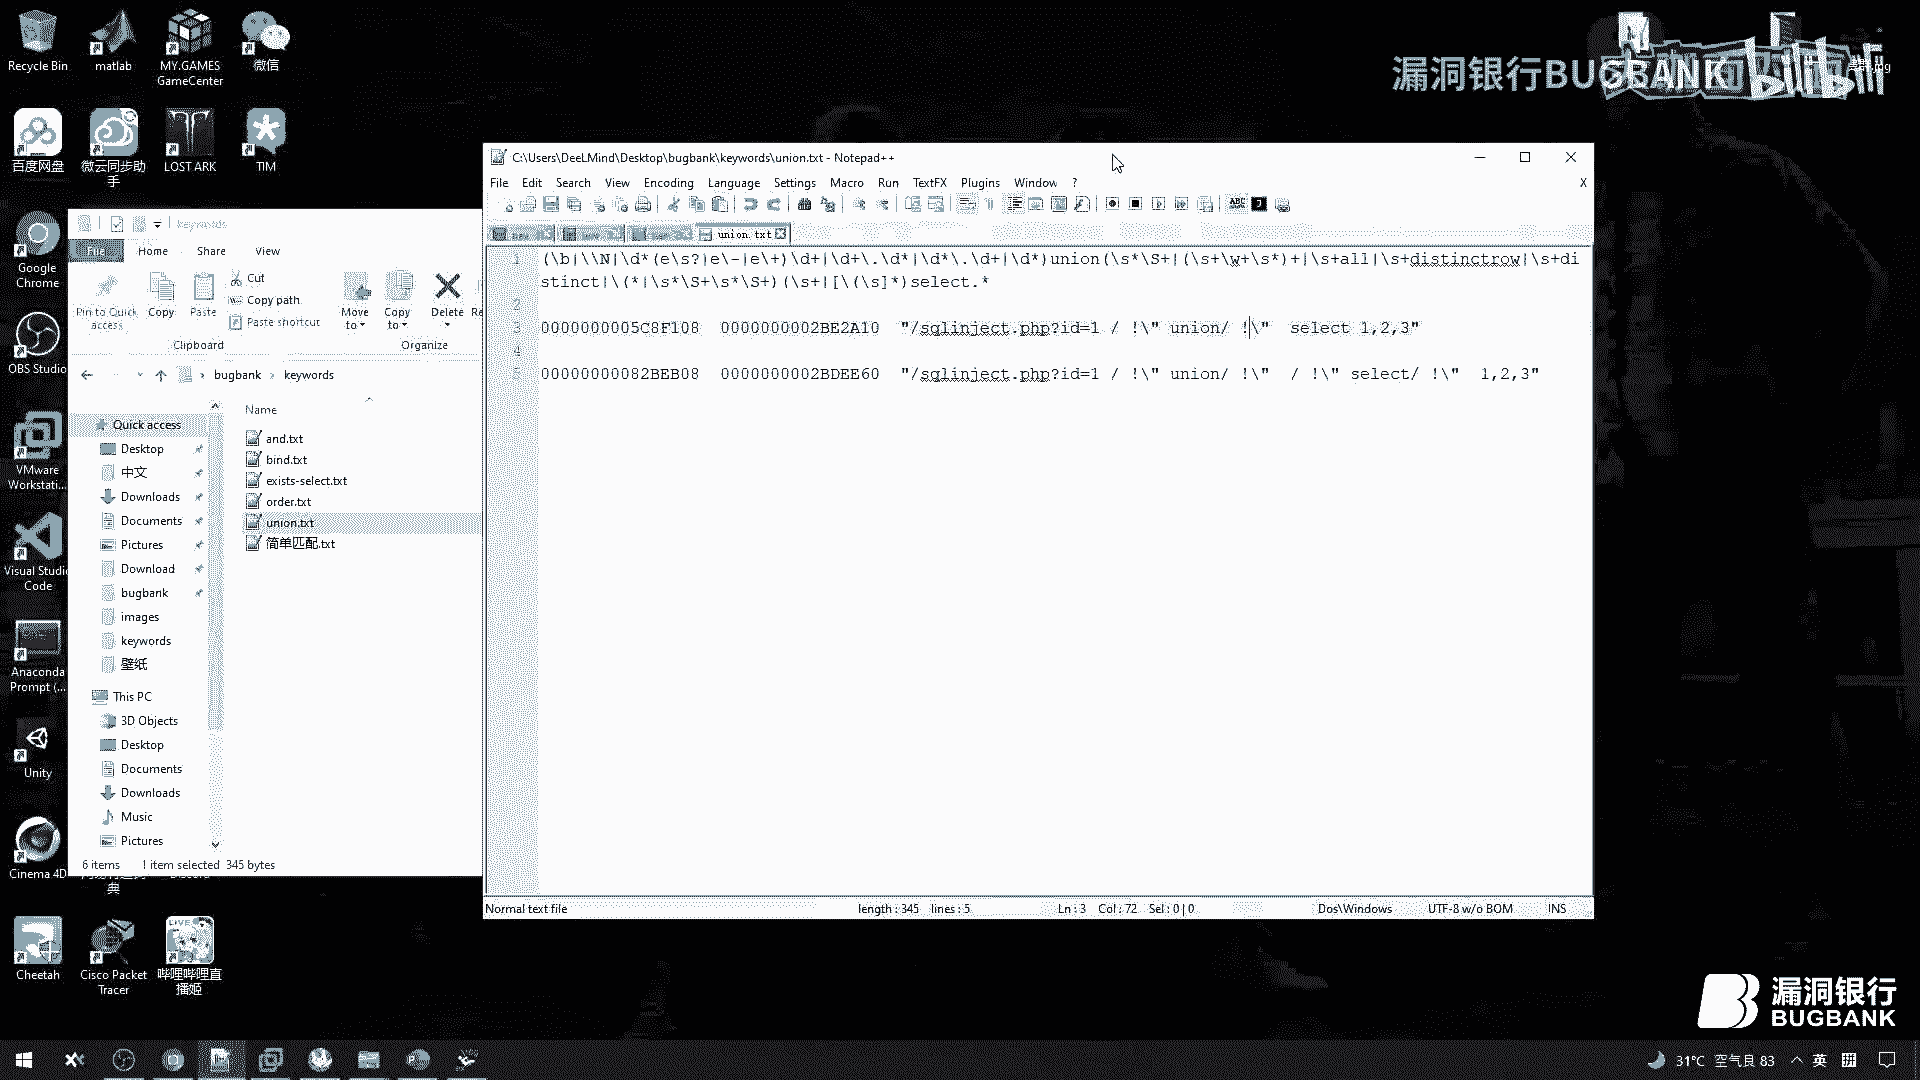 Recycle Bin
matlab
MY.GAMES
GameCenter
微信
百度网盘
微云同步助
手
LOST ARK
TIM
Google
Chrome
OBS Studio
VMware
Workstati...
Visual Studi
Code
Anaconda
Prompt (...
Unity
Cinema 4D
典
Cheetah
Cisco Packet
Tracer
哔哩哔哩直
播姬
漏洞银行BUGBANK
bilibili
keywords
File
Home
Share
View
Pin to Quick
access
Copy
Paste
Cut
Copy path
Paste shortcut
Clipboard
Move
to
Copy
to
Delete
Re
Organize
bugbank
keywords
Quick access
Desktop
中文
Downloads
Documents
Pictures
Download
bugbank
images
keywords
壁纸
This PC
3D Objects
Desktop
Documents
Downloads
Music
Pictures
Name
and.txt
bind.txt
exists-select.txt
order.txt
union.txt
简单匹配.txt
6 items 1 item selected 345 bytes
C:\Users\DeeLMind\Desktop\bugbank\keywords\union.txt - Notepad++
File Edit Search View Encoding Language Settings Macro Run TextFX Plugins Window ?
X
union.txt
1 (\b|\\N|\d*(e\s?|e\-|e\+)\d+|\d+\.\d*|\d*\.\d+|\d*)union(\s*\S+|(\s+\w+\s*)+|\s+all|\s+distinctrow|\s+di
stinct|\(*|\s*\S+\s*\S+)(\s+|[\(\s]*)select.*
2
3 0000000005C8F108 0000000002BE2A10 "/sqlinject.php?id=1 / !\" union/ !\"  select 1,2,3"
4
5 00000000082BEB08 0000000002BDEE60 "/sqlinject.php?id=1 / !\" union/ !\"  / !\" select/ !\"  1,2,3"
Normal text file
length : 345 lines : 5
Ln : 3 Col : 72 Sel : 0 | 0
Dos\Windows
UTF-8 w/o BOM
INS
漏洞银行
BUGBANK
31°C 空气良 83
英